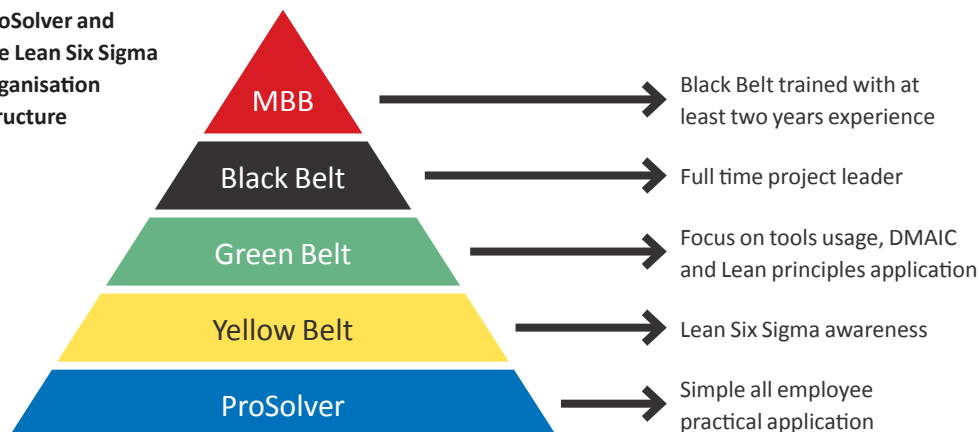 oSolver and
e Lean Six Sigma
ganisation
ructure
MBB
Black Belt trained with at
least two years experience
Black Belt
Full time project leader
Green Belt
Focus on tools usage, DMAIC
and Lean principles application
Yellow Belt
Lean Six Sigma awareness
ProSolver
Simple all employee
practical application